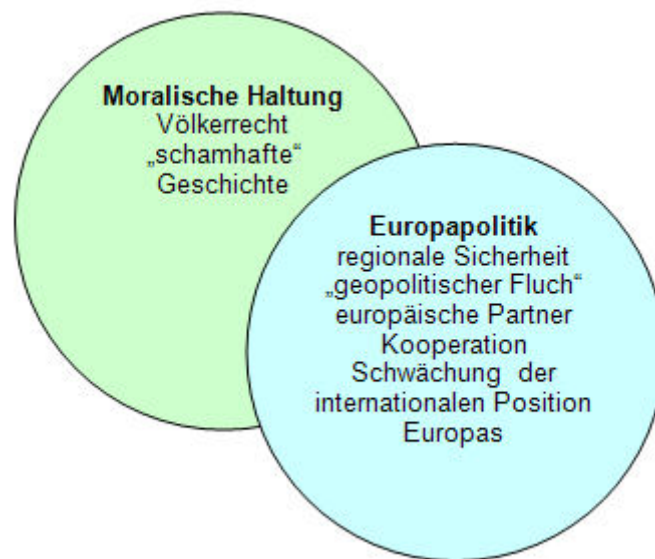 Moralische Haltung
Völkerrecht
„schamhafte“
Geschichte
Europapolitik
regionale Sicherheit
„geopolitischer Fluch“
europäische Partner
Kooperation
Schwächung der
internationalen Position
Europas